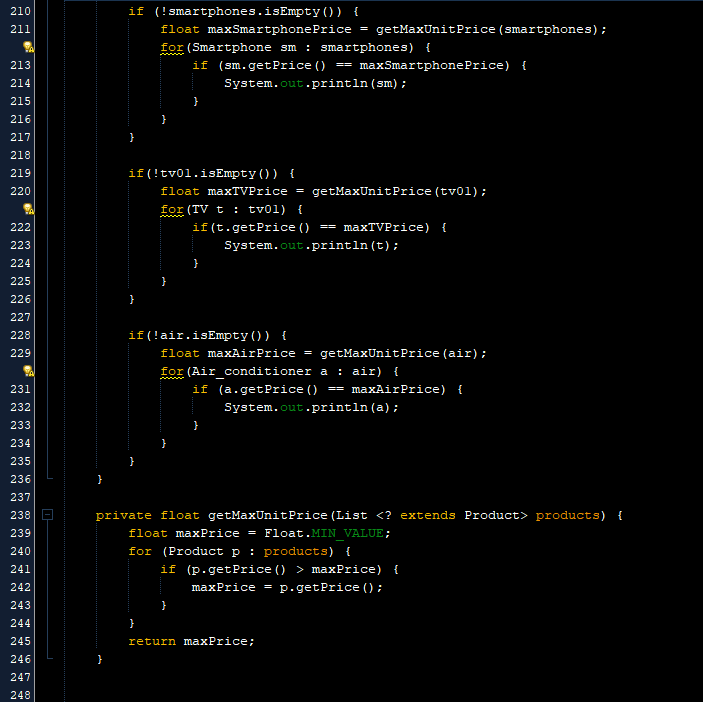 210 if (!smartphones.isEmpty()) {
211 float maxSmartphonePrice = getMaxUnitPrice(smartphones);
for(Smartphone sm : smartphones) {
213 if (sm.getPrice() == maxSmartphonePrice) {
214 System.out.println(sm);
215 }
216 }
217 }
218
219 if(!tv01.isEmpty()) {
220 float maxTVPrice = getMaxUnitPrice(tv01);
for(TV t : tv01) {
222 if(t.getPrice() == maxTVPrice) {
223 System.out.println(t);
224 }
225 }
226 }
227
228 if(!air.isEmpty()) {
229 float maxAirPrice = getMaxUnitPrice(air);
for(Air_conditioner a : air) {
231 if (a.getPrice() == maxAirPrice) {
232 System.out.println(a);
233 }
234 }
235 }
236 }
237
238 private float getMaxUnitPrice(List <? extends Product> products) {
239 float maxPrice = Float.MIN_VALUE;
240 for (Product p : products) {
241 if (p.getPrice() > maxPrice) {
242 maxPrice = p.getPrice();
243 }
244 }
245 return maxPrice;
246 }
247
248